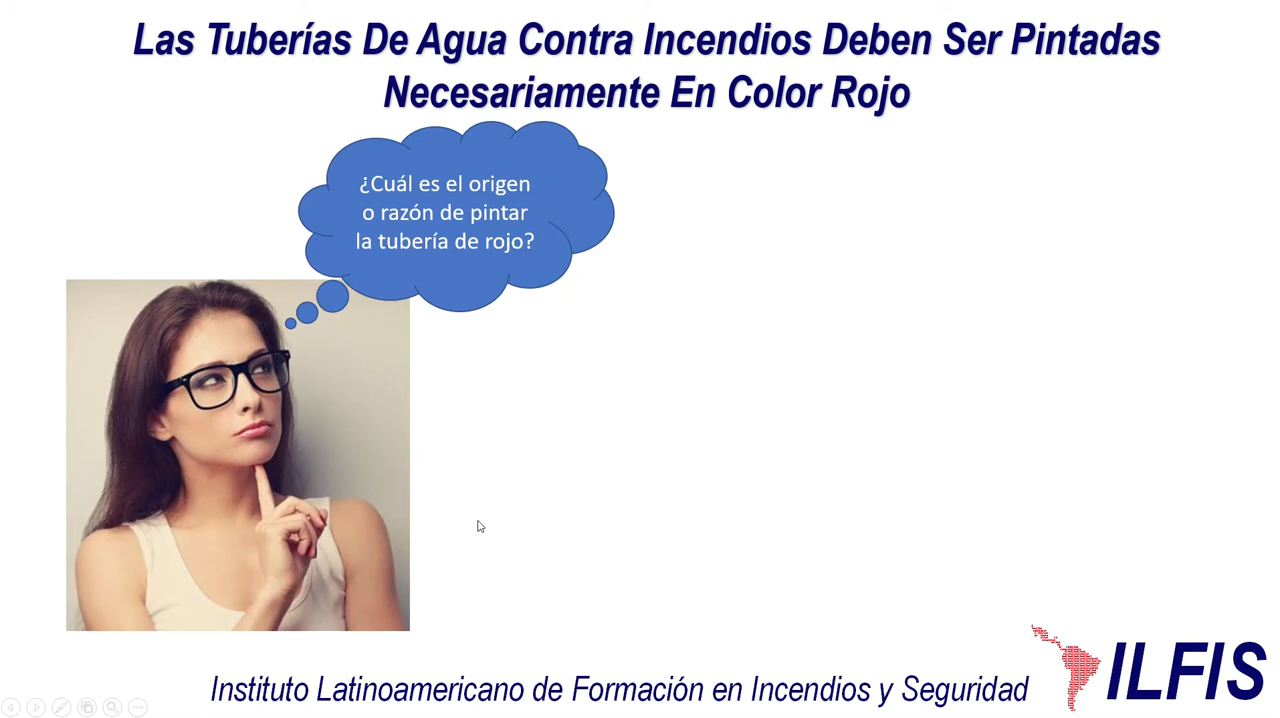 Las Tuberías De Agua Contra Incendios Deben Ser Pintadas
Necesariamente En Color Rojo
¿Cuál es el origen
o razón de pintar
la tubería de rojo?
ILFIS
Instituto Latinoamericano de Formación en Incendios y Seguridad